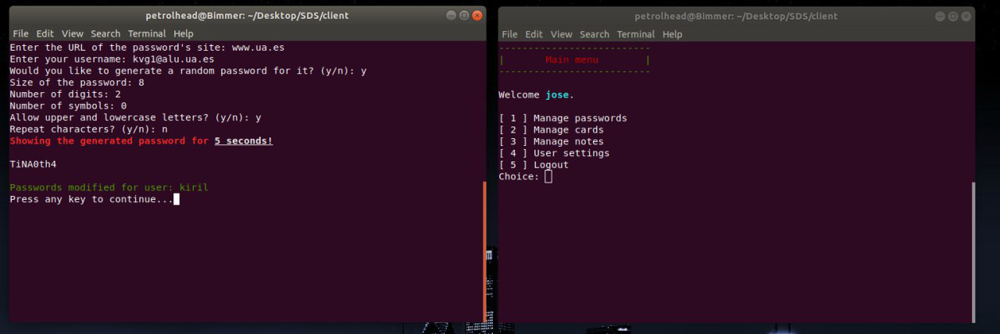 petrolhead@Bimmer: ~/Desktop/SDS/client
File Edit View Search Terminal Help
Enter the URL of the password's site: www.ua.es
Enter your username: kvg1@alu.ua.es
Would you like to generate a random password for it? (y/n): y
Size of the password: 8
Number of digits: 2
Number of symbols: 0
Allow upper and lowercase letters? (y/n): y
Repeat characters? (y/n): n
Showing the generated password for 5 seconds!
TiNA0th4
Passwords modified for user: kiril
Press any key to continue...
petrolhead@Bimmer: ~/Desktop/SDS/client
File Edit View Search Terminal Help
--------------------------
| Main menu |
--------------------------
Welcome jose.
[ 1 ] Manage passwords
[ 2 ] Manage cards
[ 3 ] Manage notes
[ 4 ] User settings
[ 5 ] Logout
Choice: